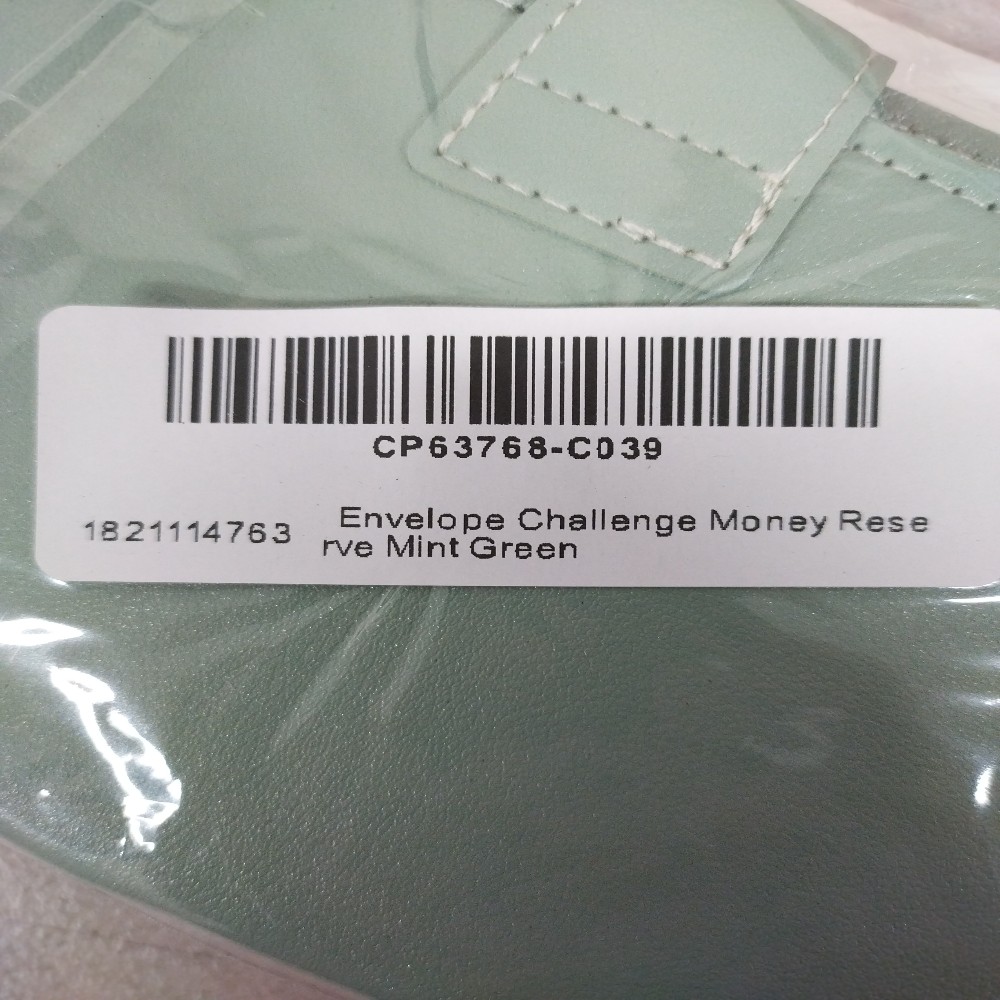 CP63768-C039
1821114763 Envelope Challenge Money Rese
rve Mint Green